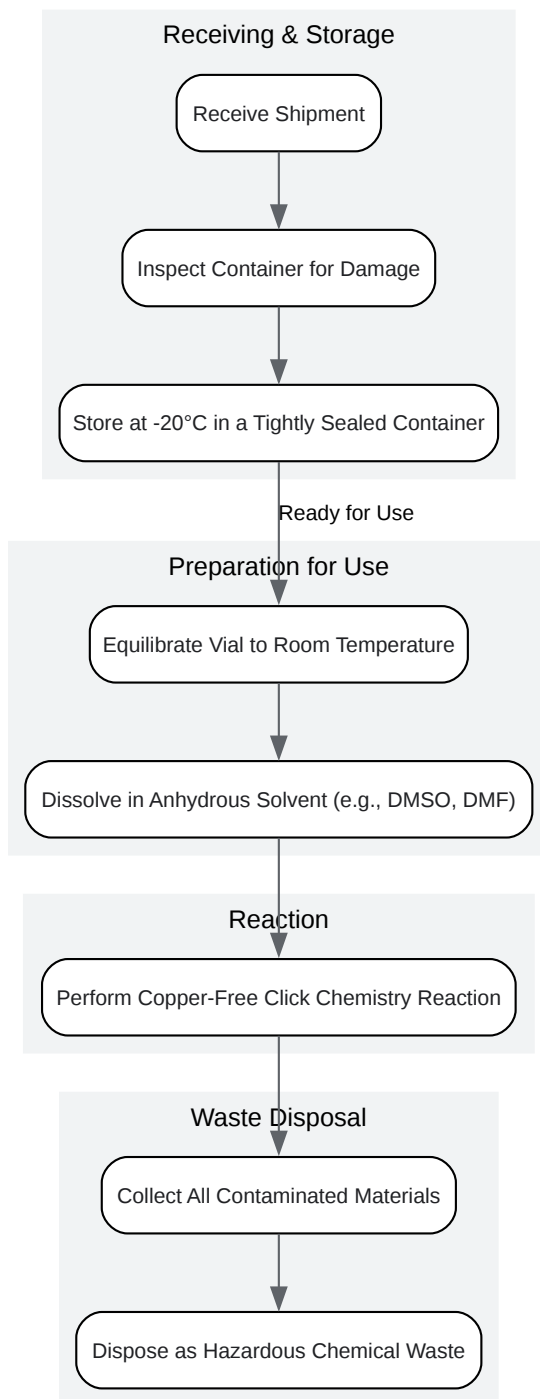 Receiving & Storage
Receive Shipment
Inspect Container for Damage
Store at -20°C in a Tightly Sealed Container
Ready for Use
Preparation for Use
Equilibrate Vial to Room Temperature
Dissolve in Anhydrous Solvent (e.g., DMSO, DMF)
Reaction
Perform Copper-Free Click Chemistry Reaction
Waste Disposal
Collect All Contaminated Materials
Dispose as Hazardous Chemical Waste